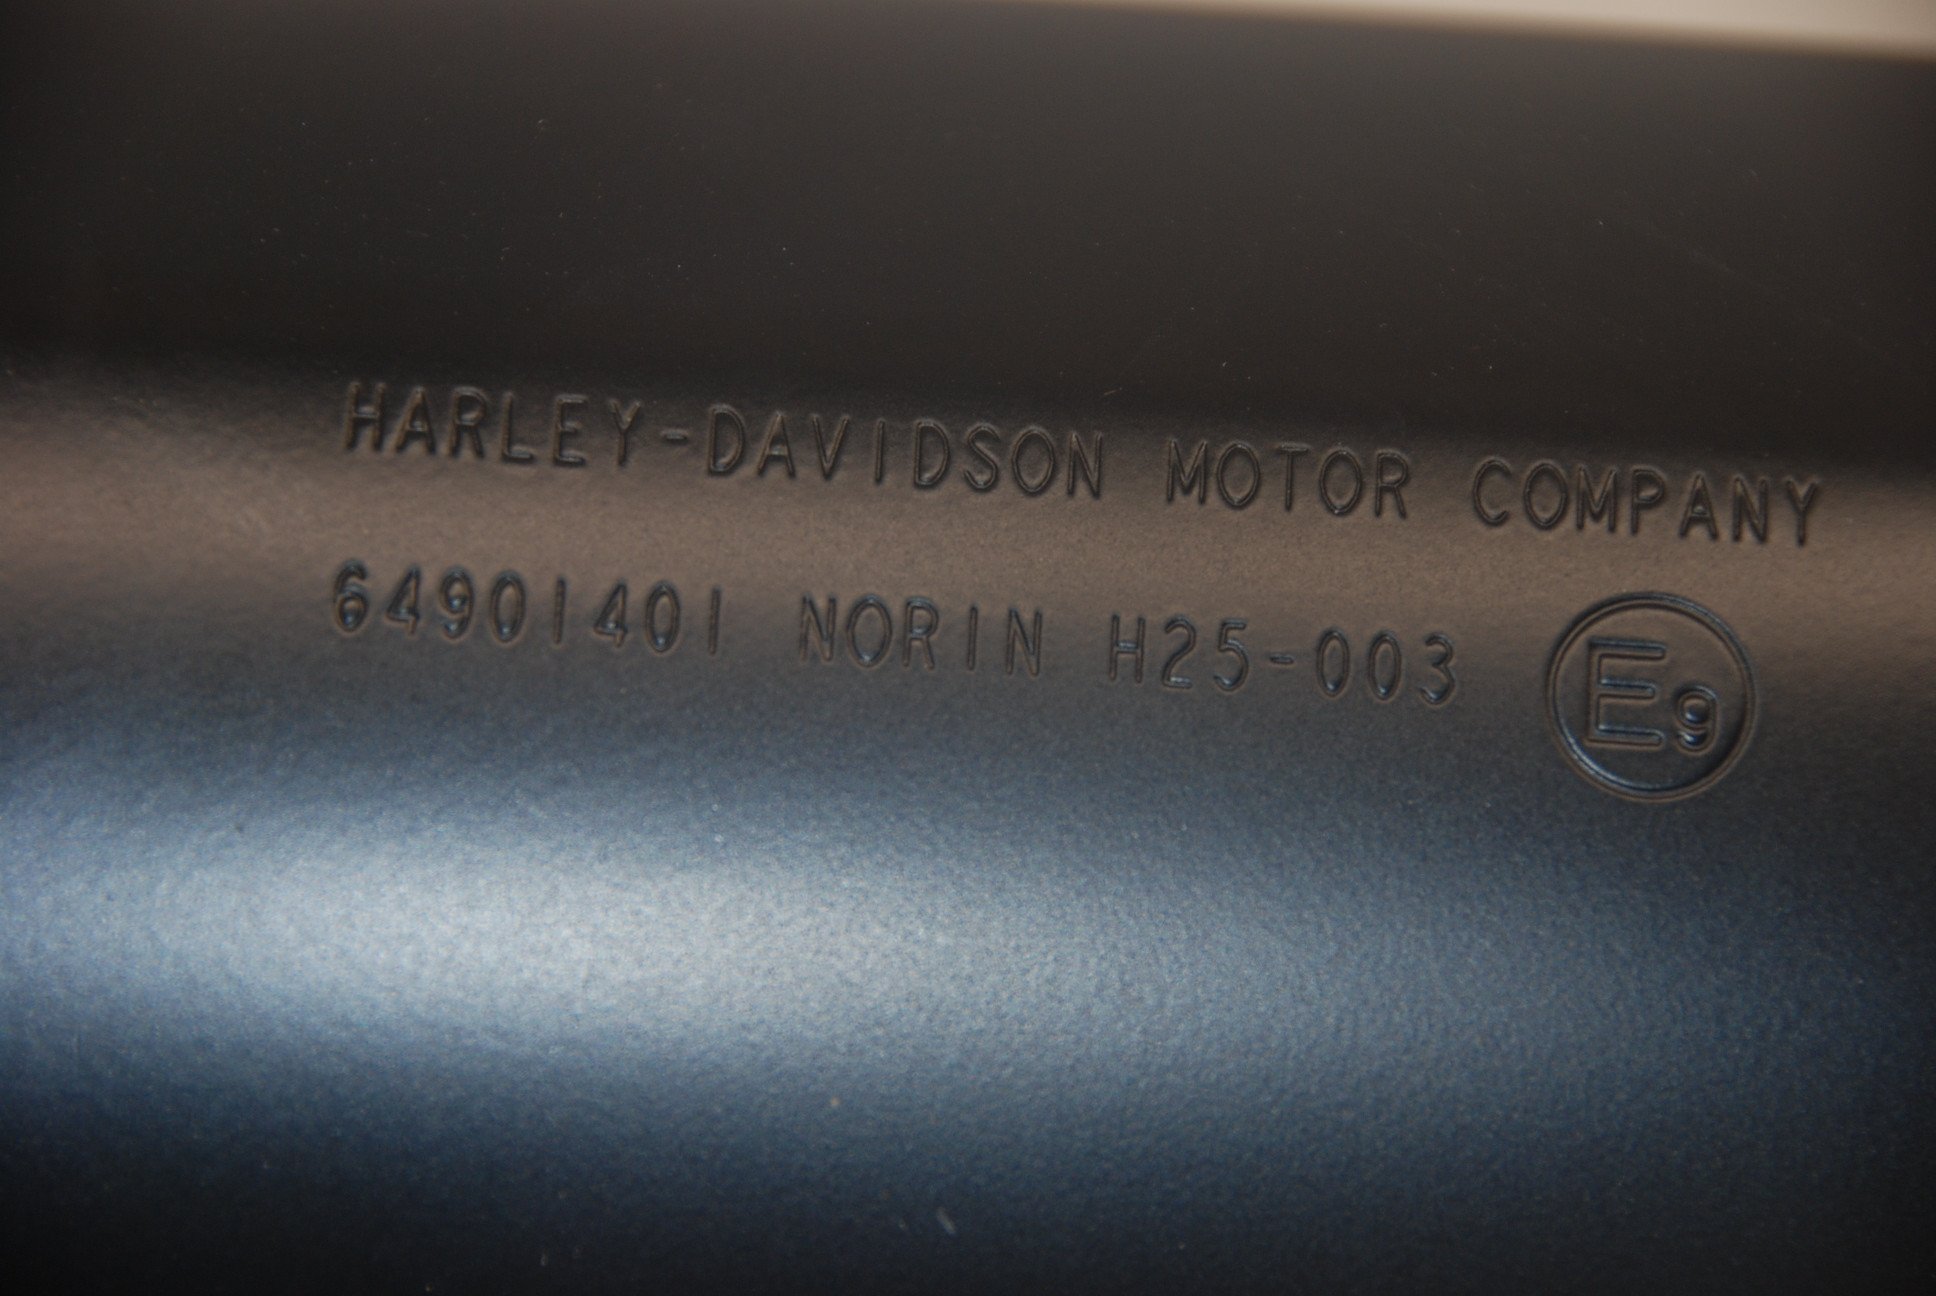 HARLEY-DAVIDSON MOTOR COMPANY
64901401 NORIN H25-003 E9